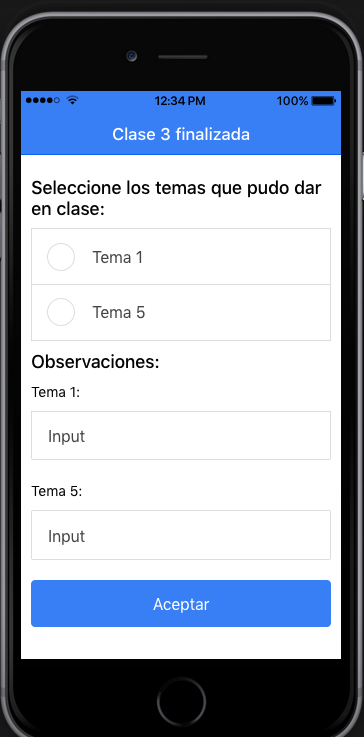 12:34 PM 100%
Clase 3 finalizada
Seleccione los temas que pudo dar
en clase:
Tema 1
Tema 5
Observaciones:
Tema 1:
Input
Tema 5:
Input
Aceptar